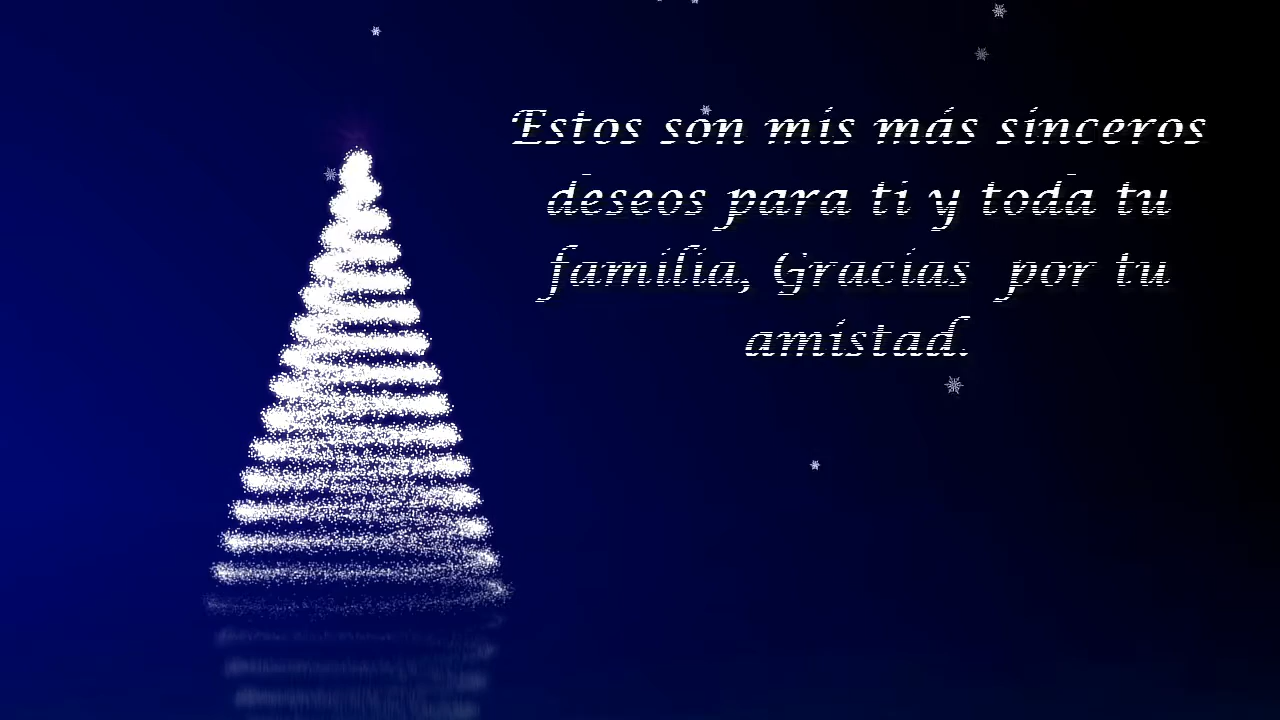 Estos son mis más sinceros
deseos para ti y toda tu
familia, Gracias por tu
amistad.